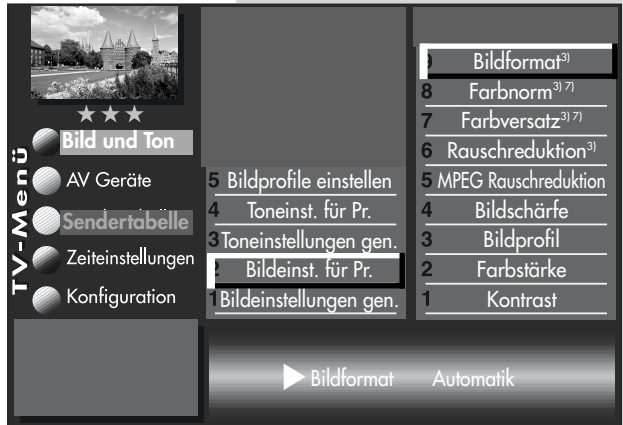 TV-Menü
Bild und Ton
AV Geräte
Sendertabelle
Zeiteinstellungen
Konfiguration
5 Bildprofile einstellen
4 Toneinst. für Pr.
3 Toneinstellungen gen.
2 Bildeinst. für Pr.
1 Bildeinstellungen gen.
9 Bildformat3)
8 Farbnorm3) 7)
7 Farbversatz3) 7)
6 Rauschreduktion3)
5 MPEG Rauschreduktion
4 Bildschärfe
3 Bildprofil
2 Farbstärke
1 Kontrast
Bildformat Automatik